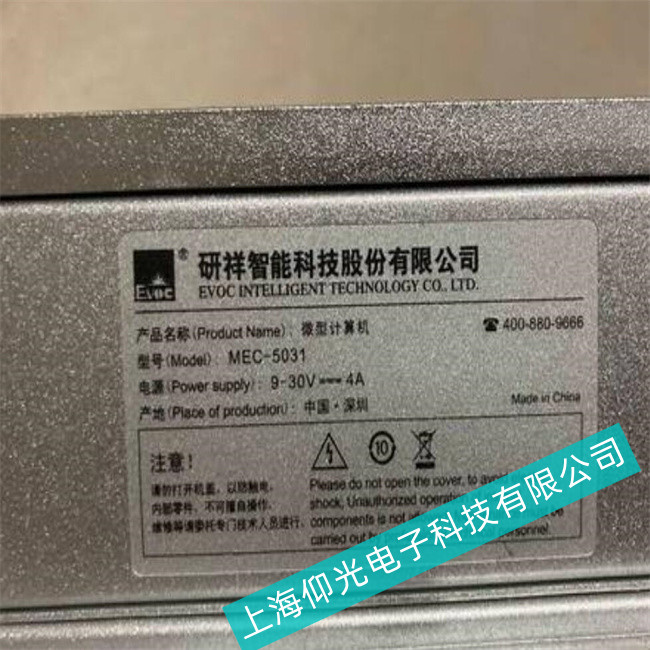 EVOC
®
研祥智能科技股份有限公司
EVOC INTELLIGENT TECHNOLOGY CO., LTD.
产品名称(Product Name): 微型计算机
☎ 400-880-9666
型号(Model): MEC-5031
电源(Power supply): 9-30V⎓4A
产地(Place of production): 中国·深圳
Made in China
注意!
请勿打开机盖,以防触电,
内部零件,不可擅自操作,
维修等请委托专门技术人员进行.
10
Please do not open the cover, to avoid
shock, Unauthorized operation
components is not
carried out by personnel.
be
上海仰光电子科技有限公司